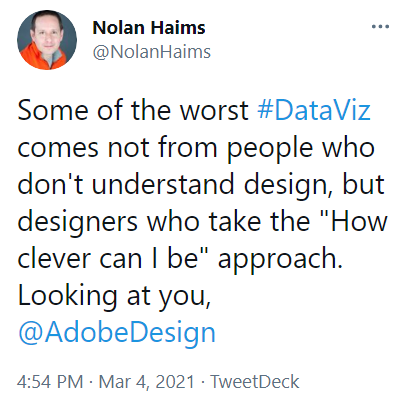 Nolan Haims
@NolanHaims
Some of the worst #DataViz
comes not from people who
don't understand design, but
designers who take the "How
clever can I be" approach.
Looking at you,
@AdobeDesign
4:54 PM · Mar 4, 2021 · TweetDeck